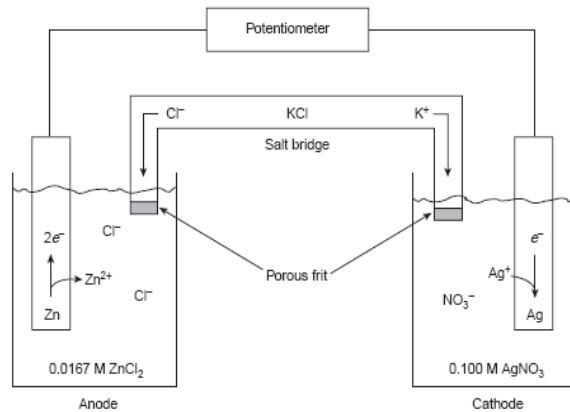 Potentiometer
Cl⁻ KCl K⁺
Salt bridge
2e⁻ Cl⁻ e⁻
Zn²⁺ Porous frit Ag⁺
Cl⁻ NO₃⁻
Zn Ag
0.0167 M ZnCl₂ 0.100 M AgNO₃
Anode Cathode